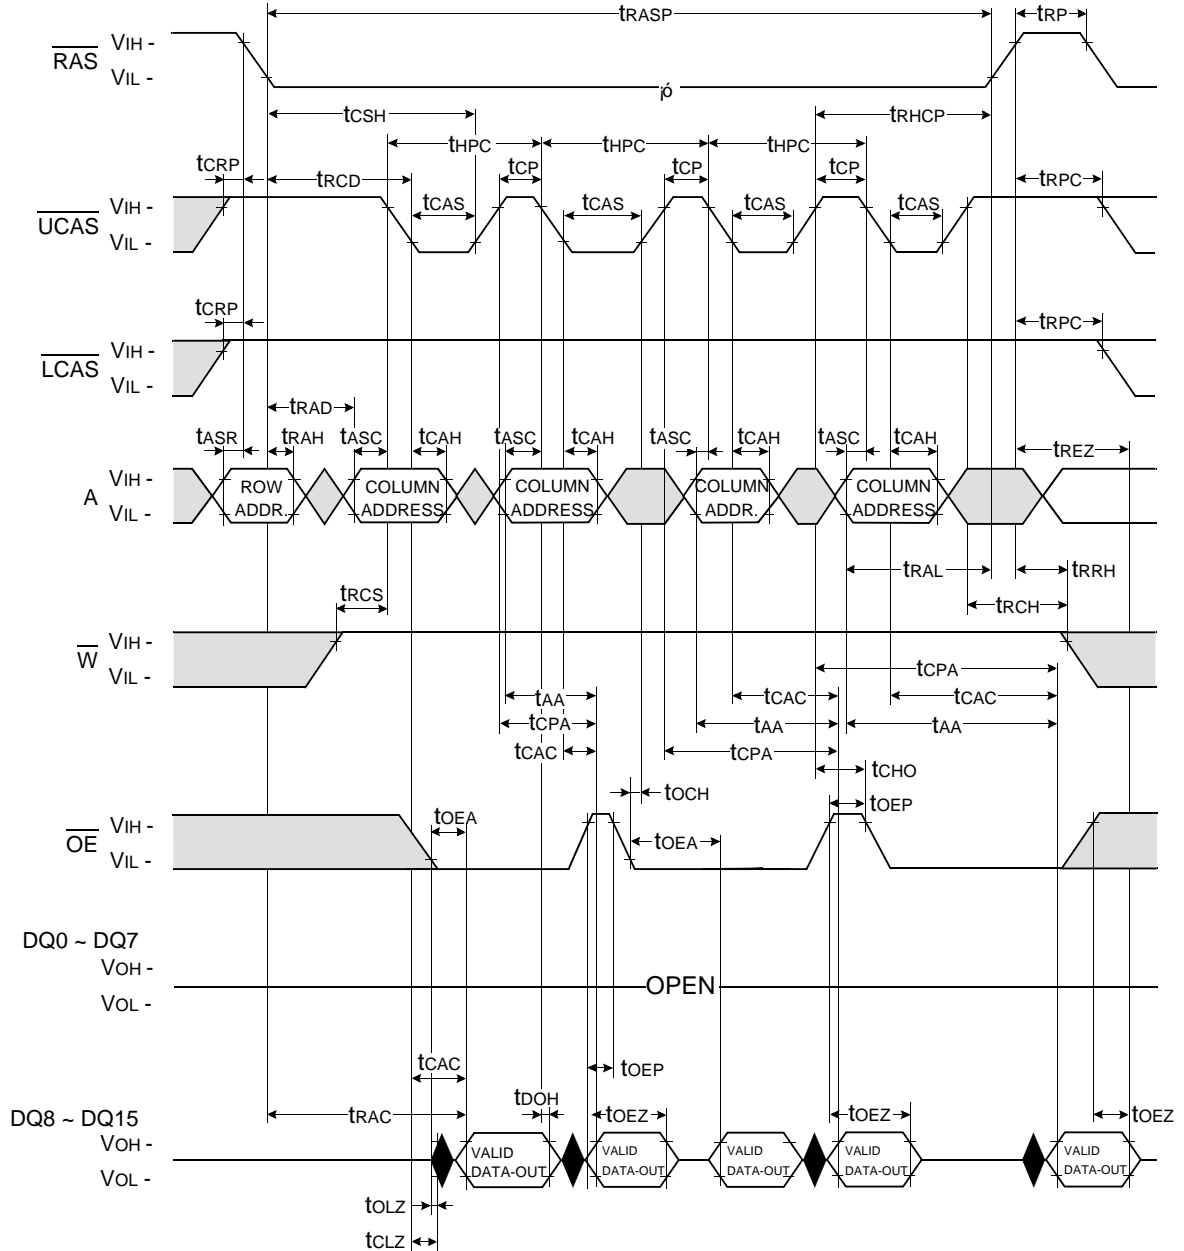 tRASP
tRP
RAS
VIH -
VIL -
¡ó
tCSH
tRHCP
tHPC
tHPC
tHPC
tCRP
tRCD
tCP
tCP
tCP
tRPC
UCAS
VIH -
VIL -
tCAS
tCAS
tCAS
tCAS
tCRP
tRPC
LCAS
VIH -
VIL -
tRAD
tASR
tRAH
tASC
tCAH
tASC
tCAH
tASC
tCAH
tASC
tCAH
tREZ
A
VIH -
VIL -
ROW
ADDR.
COLUMN
ADDRESS
COLUMN
ADDRESS
COLUMN
ADDR.
COLUMN
ADDRESS
tRAL
tRRH
tRCS
tRCH
W
VIH -
VIL -
tCPA
tAA
tCAC
tCAC
tCPA
tAA
tAA
tCAC
tCPA
tCHO
tOCH
tOEP
OE
VIH -
VIL -
tOEA
tOEA
DQ0 ~ DQ7
VOH -
VOL -
OPEN
tCAC
tOEP
tRAC
tDOH
tOEZ
tOEZ
tOEZ
DQ8 ~ DQ15
VOH -
VOL -
VALID
DATA-OUT
VALID
DATA-OUT
VALID
DATA-OUT
VALID
DATA-OUT
VALID
DATA-OUT
tOLZ
tCLZ